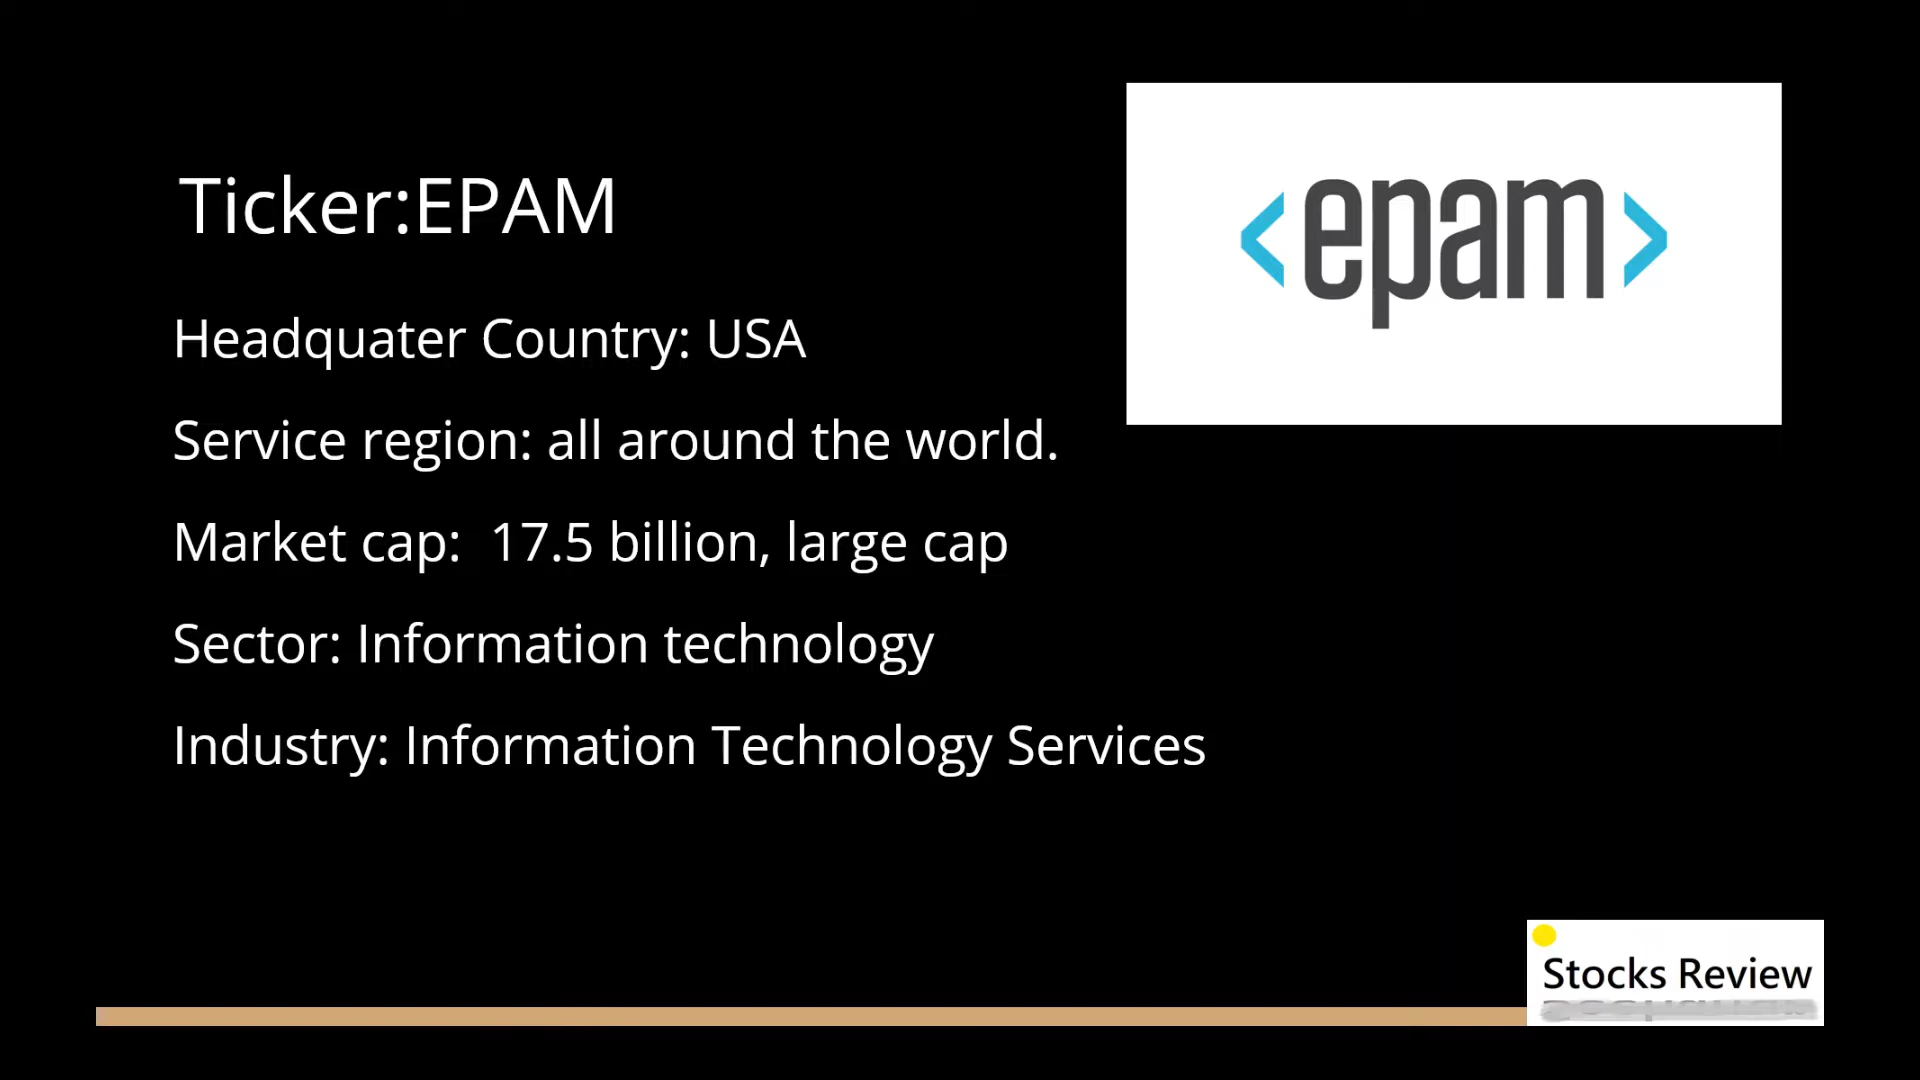 Ticker:EPAM
<epam>
Headquater Country: USA
Service region: all around the world.
Market cap:  17.5 billion, large cap
Sector: Information technology
Industry: Information Technology Services
Stocks Review